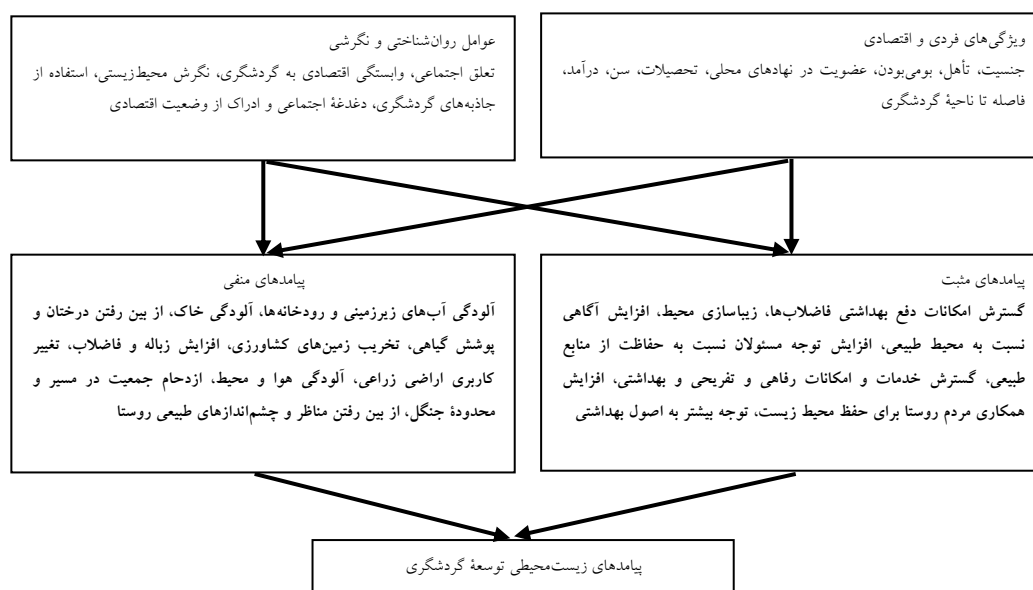 ویژگی‌های فردی و اقتصادی
جنسیت، تأهل، بومی‌بودن، عضویت در نهادهای محلی، تحصیلات، سن، درآمد،
فاصله تا ناحیهٔ گردشگری
عوامل روان‌شناختی و نگرشی
تعلق اجتماعی، وابستگی اقتصادی به گردشگری، نگرش محیط‌زیستی، استفاده از
جاذبه‌های گردشگری، دغدغهٔ اجتماعی و ادراک از وضعیت اقتصادی
پیامدهای مثبت
گسترش امکانات دفع بهداشتی فاضلاب‌ها، زیباسازی محیط، افزایش آگاهی
نسبت به محیط طبیعی، افزایش توجه مسئولان نسبت به حفاظت از منابع
طبیعی، گسترش خدمات و امکانات رفاهی و تفریحی و بهداشتی، افزایش
همکاری مردم روستا برای حفظ محیط زیست، توجه بیشتر به اصول بهداشتی
پیامدهای منفی
آلودگی آب‌های زیرزمینی و رودخانه‌ها، آلودگی خاک، از بین رفتن درختان و
پوشش گیاهی، تخریب زمین‌های کشاورزی، افزایش زباله و فاضلاب، تغییر
کاربری اراضی زراعی، آلودگی هوا و محیط، ازدحام جمعیت در مسیر و
محدودهٔ جنگل، از بین رفتن مناظر و چشم‌اندازهای طبیعی روستا
پیامدهای زیست‌محیطی توسعهٔ گردشگری